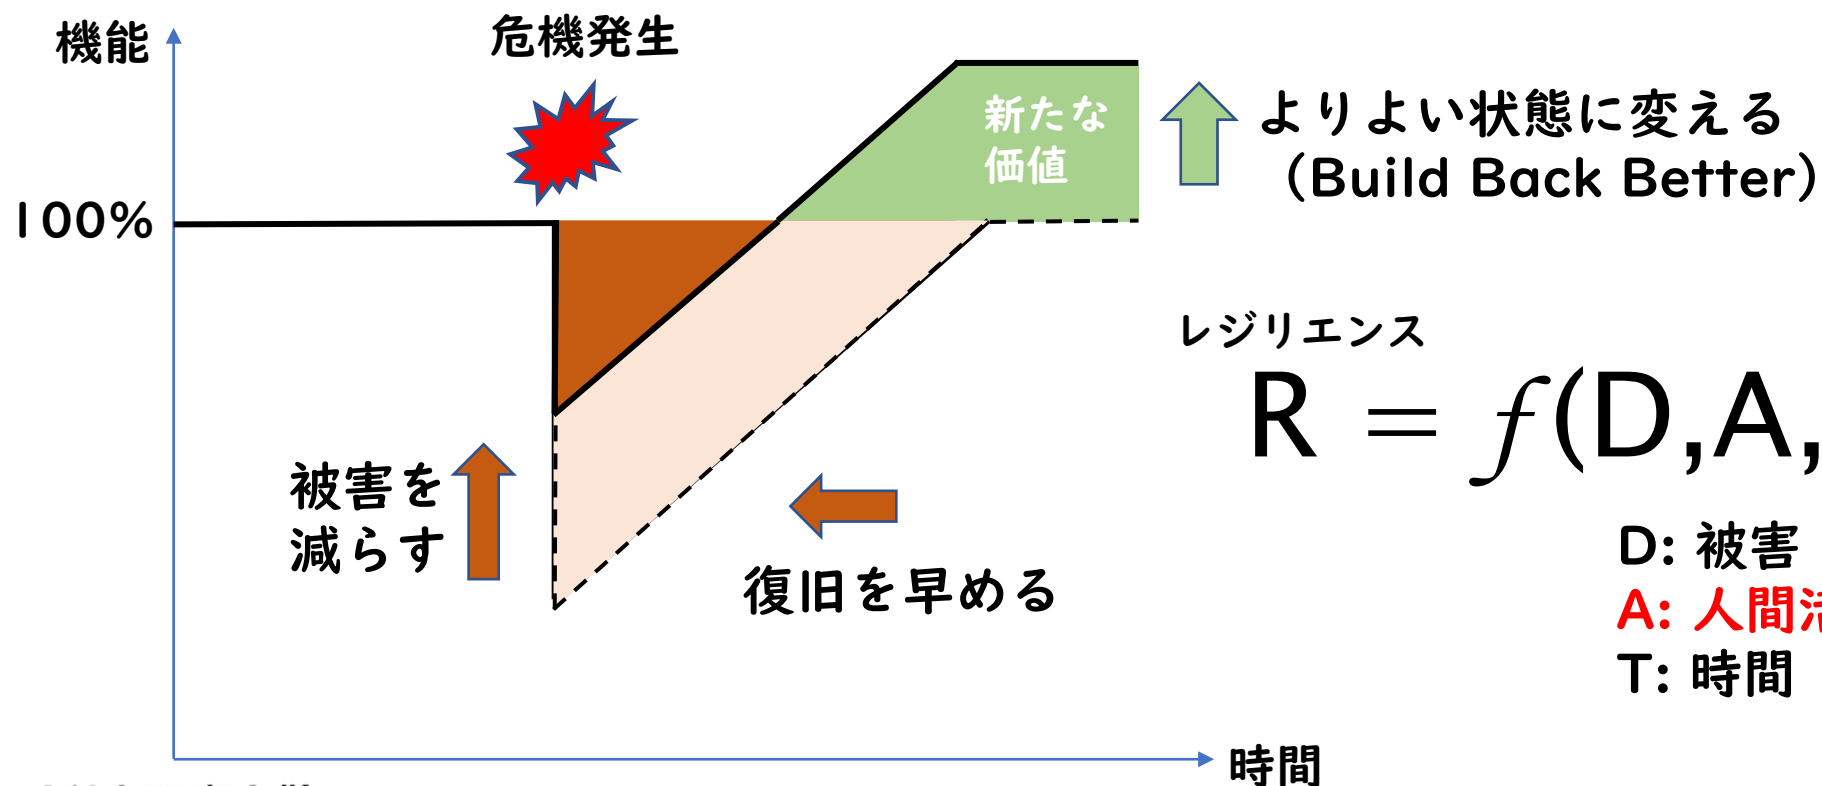 機能
危機発生
新たな
価値
よりよい状態に変える
(Build Back Better)
100%
レジリエンス
R = f(D,A,
被害を
減らす
復旧を早める
D: 被害
A: 人間
T: 時間
時間